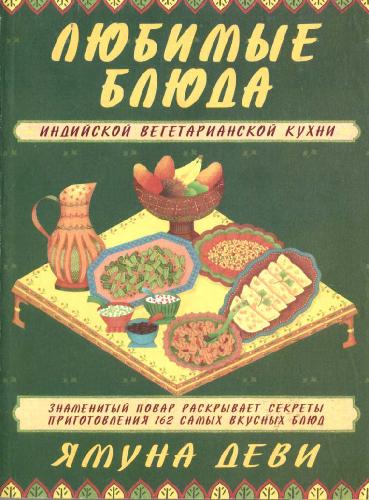 ЛЮБИМЫЕ
БЛЮДА
ИНДИЙСКОЙ ВЕГЕТАРИАНСКОЙ КУХНИ
ЗНАМЕНИТЫЙ ПОВАР РАСКРЫВАЕТ СЕКРЕТЫ
ПРИГОТОВЛЕНИЯ 162 САМЫХ ВКУСНЫХ БЛЮД
ЯМУНА ДЕВИ